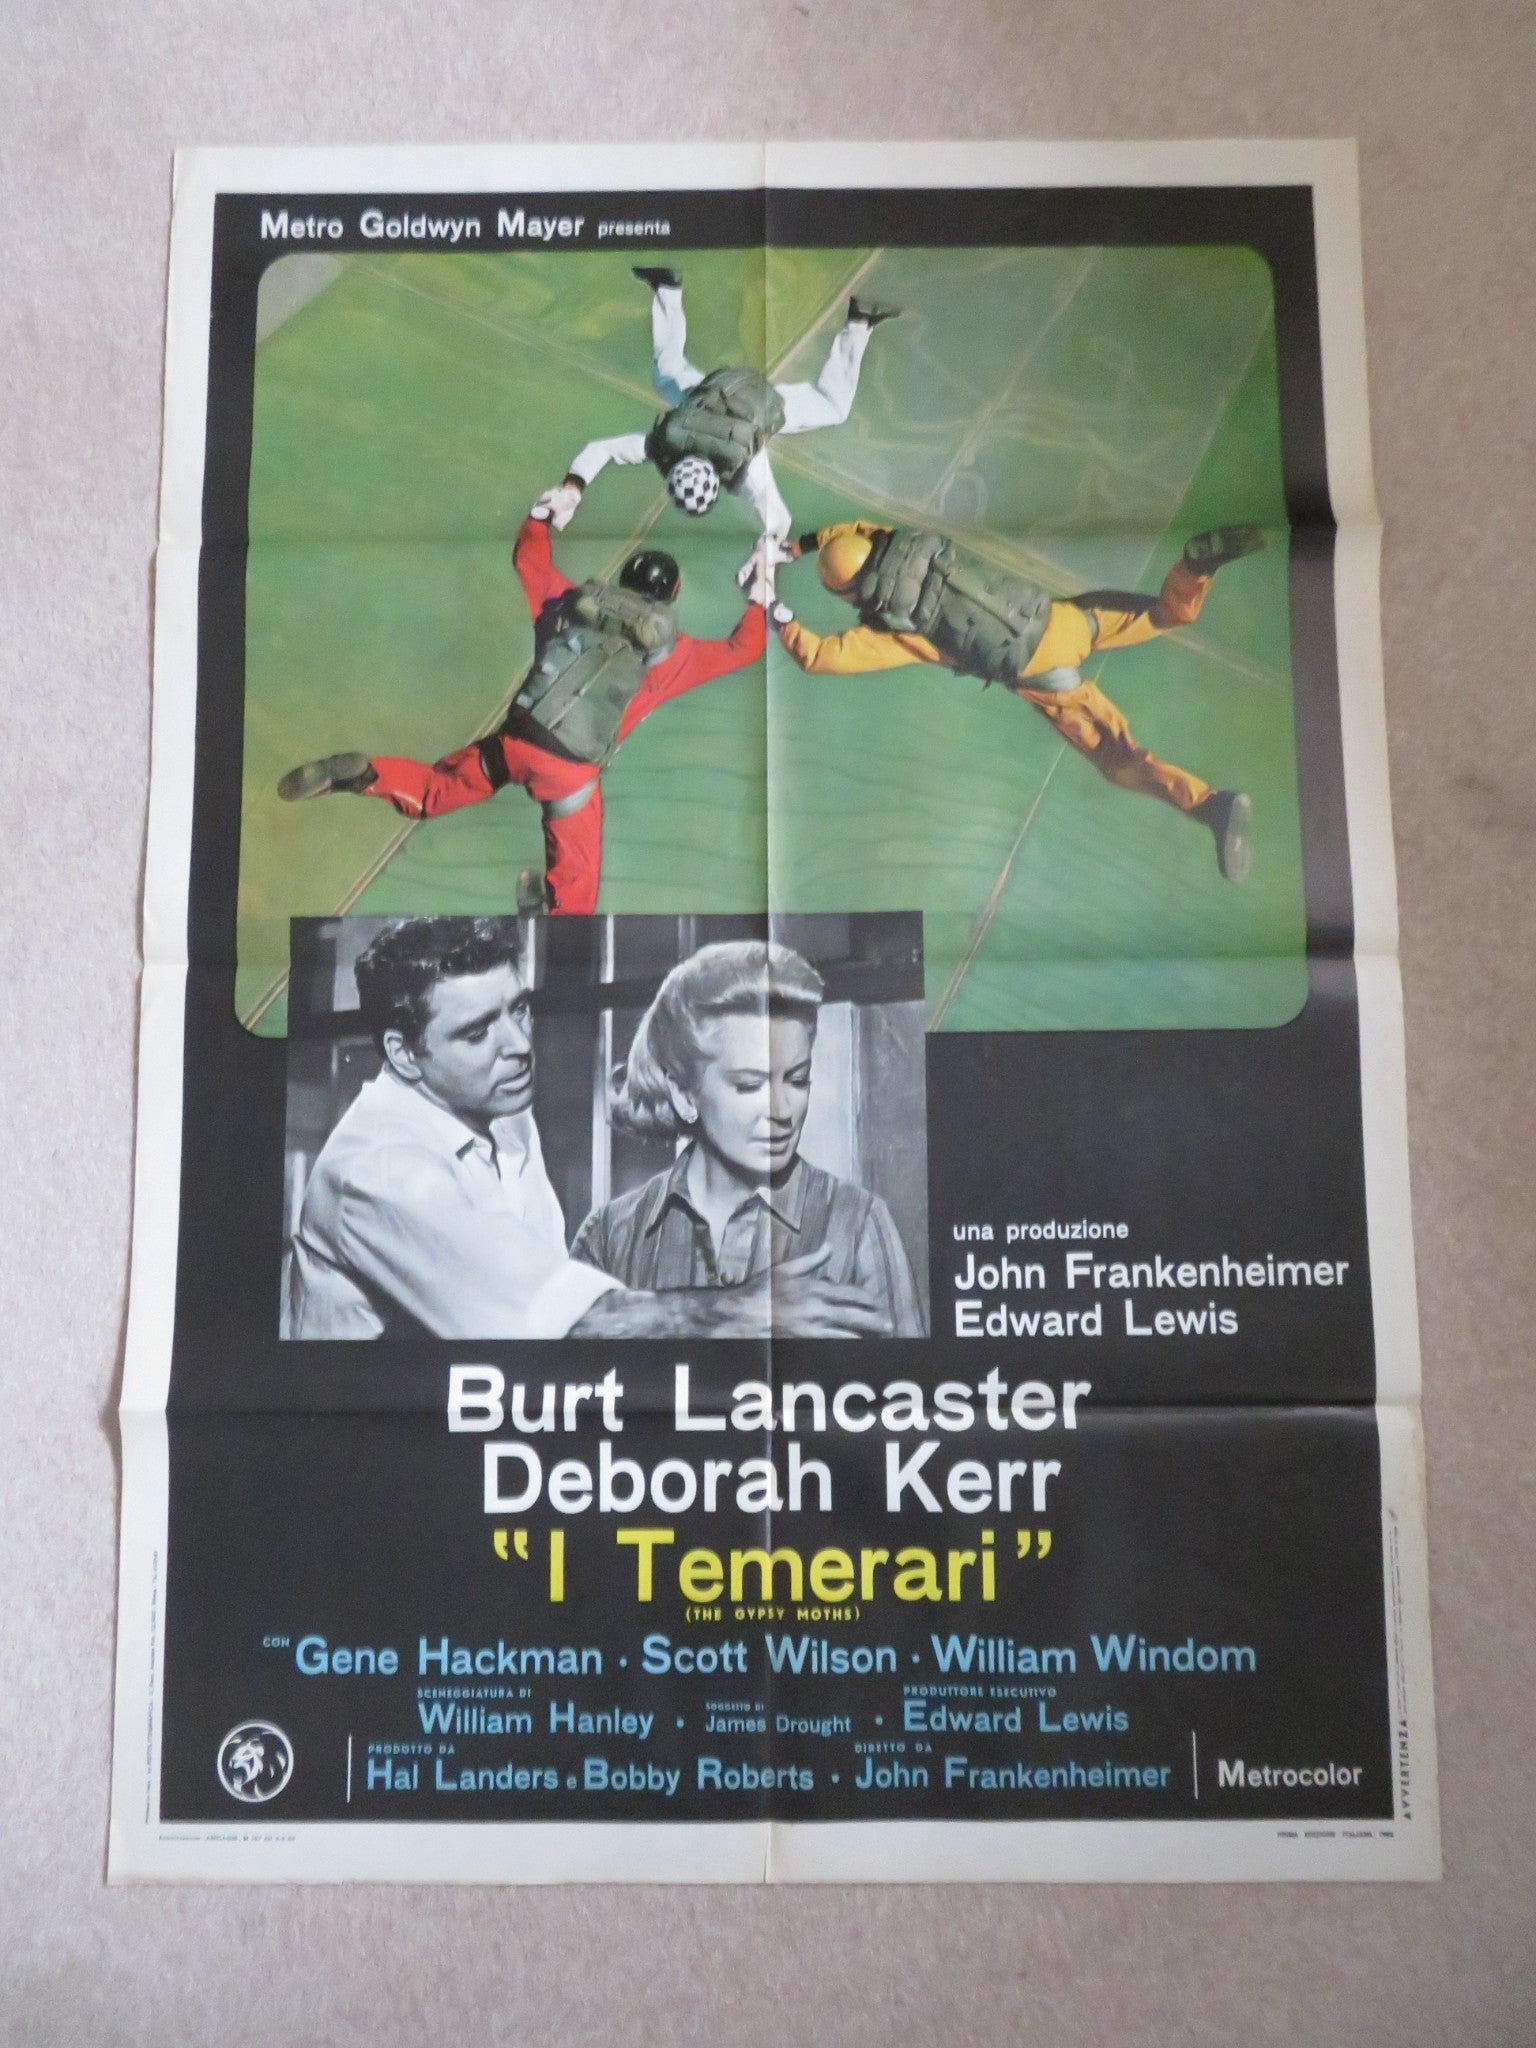 Metro Goldwyn Mayer presenta
una produzione
John Frankenheimer
Edward Lewis
Burt Lancaster
Deborah Kerr
“I Temerari”
(THE GYPSY MOTHS)
CON Gene Hackman · Scott Wilson · William Windom
SCENEGGIATURA DI William Hanley · SOGGETTO DI James Drought · PRODUTTORE ESECUTIVO Edward Lewis
PRODOTTO DA Hal Landers e Bobby Roberts · DIRETTO DA John Frankenheimer
Metrocolor
AVVERTENZA